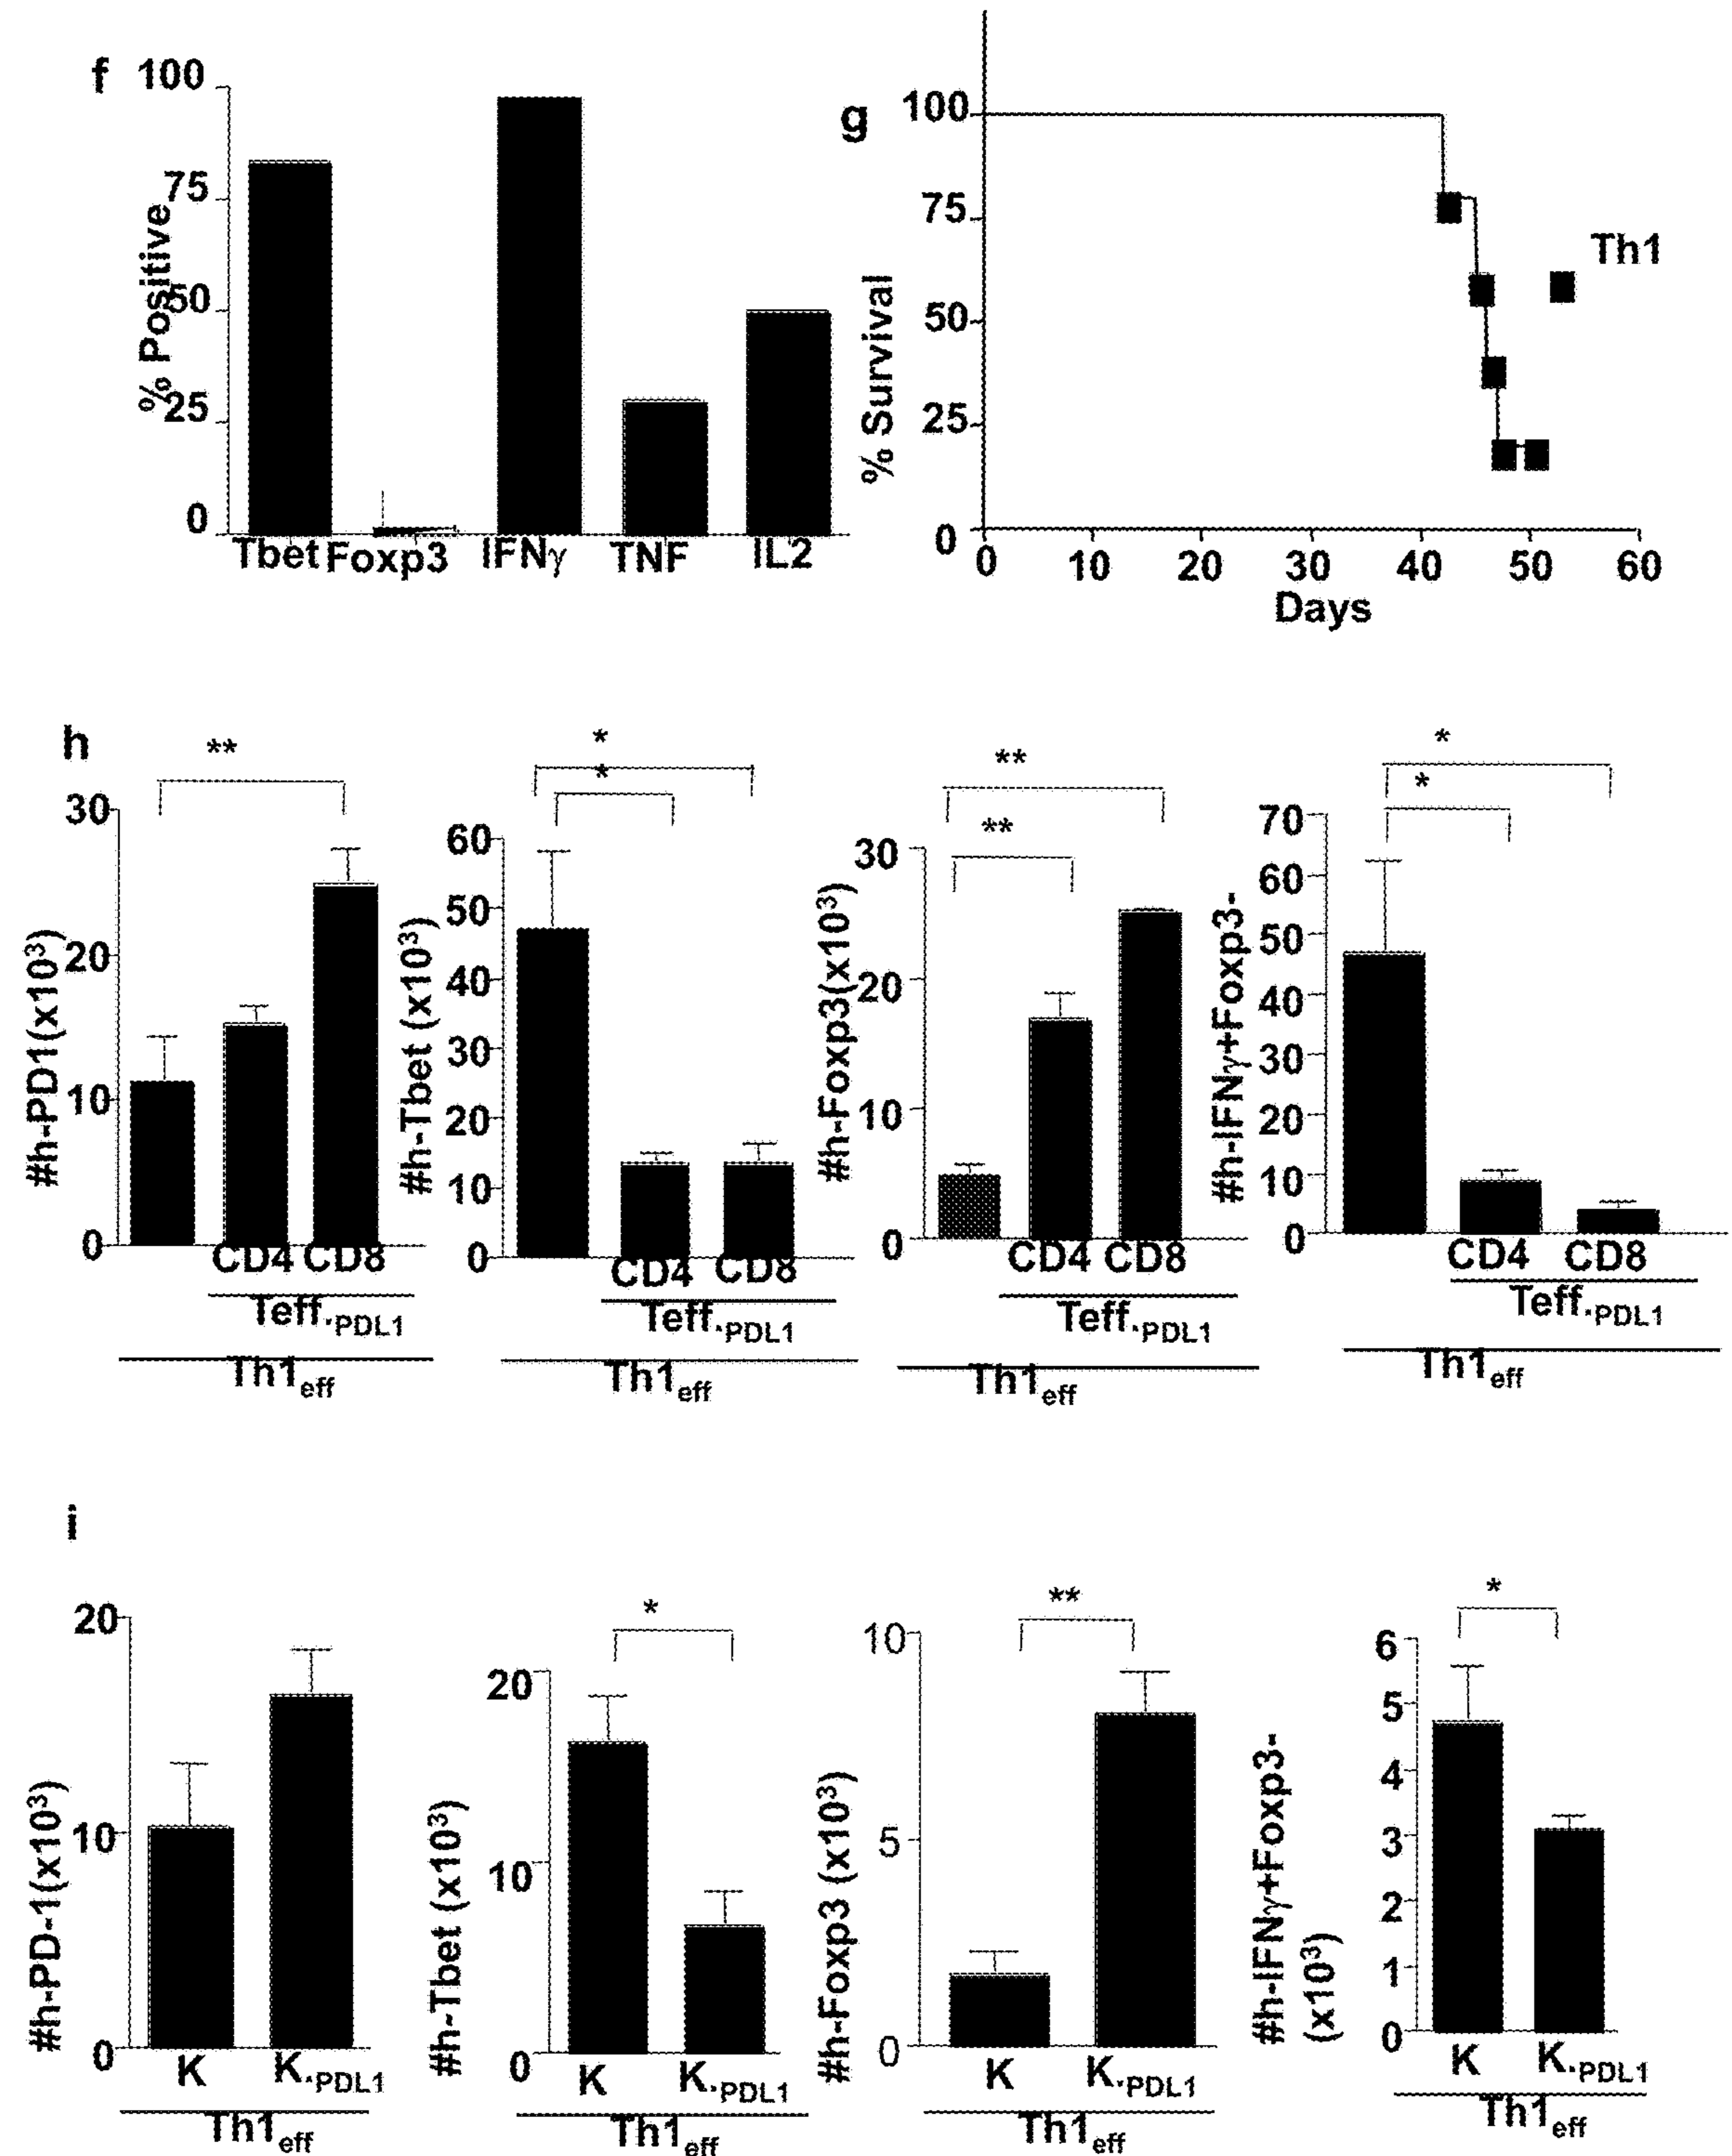 f
100
75
50
25
0
% Positive
Tbet Foxp3 IFNγ TNF IL2
g
100
75
50
25
0
% Survival
Th1
0 10 20 30 40 50 60
Days
h
**
30
20
10
0
#h-PD1(x10³)
CD4 CD8
Teff.PDL1
Th1eff
*
*
60
50
40
30
20
10
0
#h-Tbet (x10³)
CD4 CD8
Teff.PDL1
Th1eff
**
**
30
20
10
0
#h-Foxp3(x10³)
CD4 CD8
Teff.PDL1
Th1eff
*
*
70
60
50
40
30
20
10
0
#h-IFNγ+Foxp3-
CD4 CD8
Teff.PDL1
Th1eff
i
20
10
0
#h-PD-1(x10³)
K K.PDL1
Th1eff
*
20
10
0
#h-Tbet (x10³)
K K.PDL1
Th1eff
**
10
5
0
#h-Foxp3 (x10³)
K K.PDL1
Th1eff
*
6
5
4
3
2
1
0
#h-IFNγ+Foxp3-
(x10³)
K K.PDL1
Th1eff